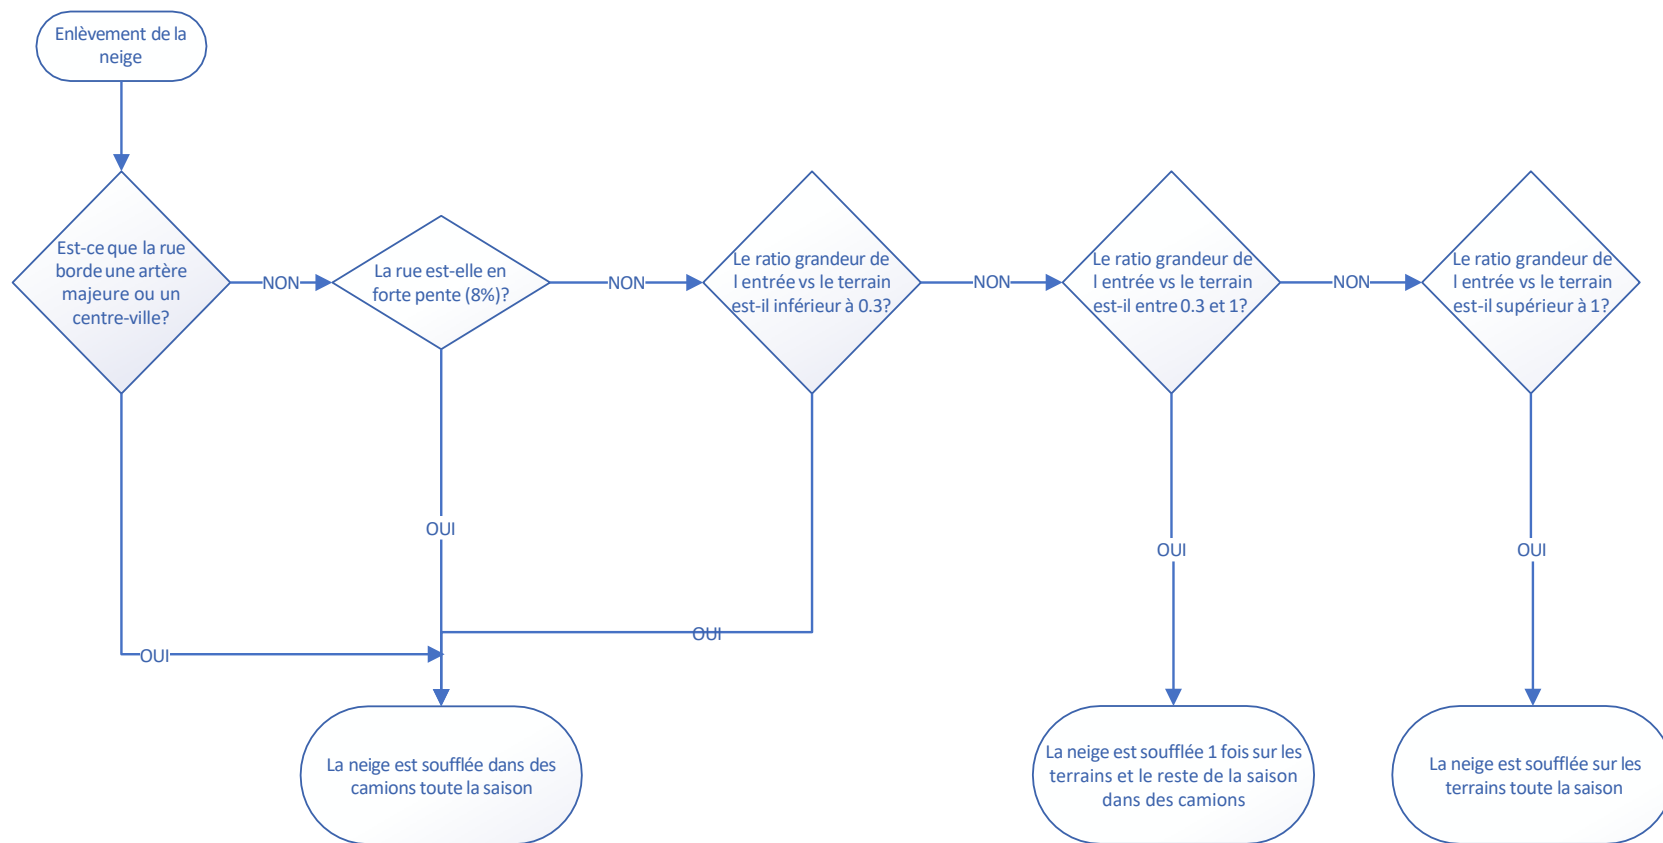 Enlèvement de la
neige
Est-ce que la rue
borde une artère
majeure ou un
centre-ville?
NON
La rue est-elle en
forte pente (8%)?
NON
Le ratio grandeur de
l entrée vs le terrain
est-il inférieur à 0.3?
NON
Le ratio grandeur de
l entrée vs le terrain
est-il entre 0.3 et 1?
NON
Le ratio grandeur de
l entrée vs le terrain
est-il supérieur à 1?
OUI
OUI
OUI
OUI
OUI
La neige est soufflée dans des
camions toute la saison
La neige est soufflée 1 fois sur les
terrains et le reste de la saison
dans des camions
La neige est soufflée sur les
terrains toute la saison